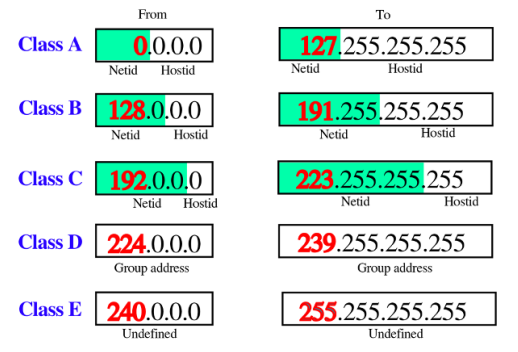 From To
Class A 0.0.0.0 127.255.255.255
Netid Hostid Netid Hostid
Class B 128.0.0.0 191.255.255.255
Netid Hostid Netid Hostid
Class C 192.0.0.0 223.255.255.255
Netid Hostid Netid Hostid
Class D 224.0.0.0 239.255.255.255
Group address Group address
Class E 240.0.0.0 255.255.255.255
Undefined Undefined